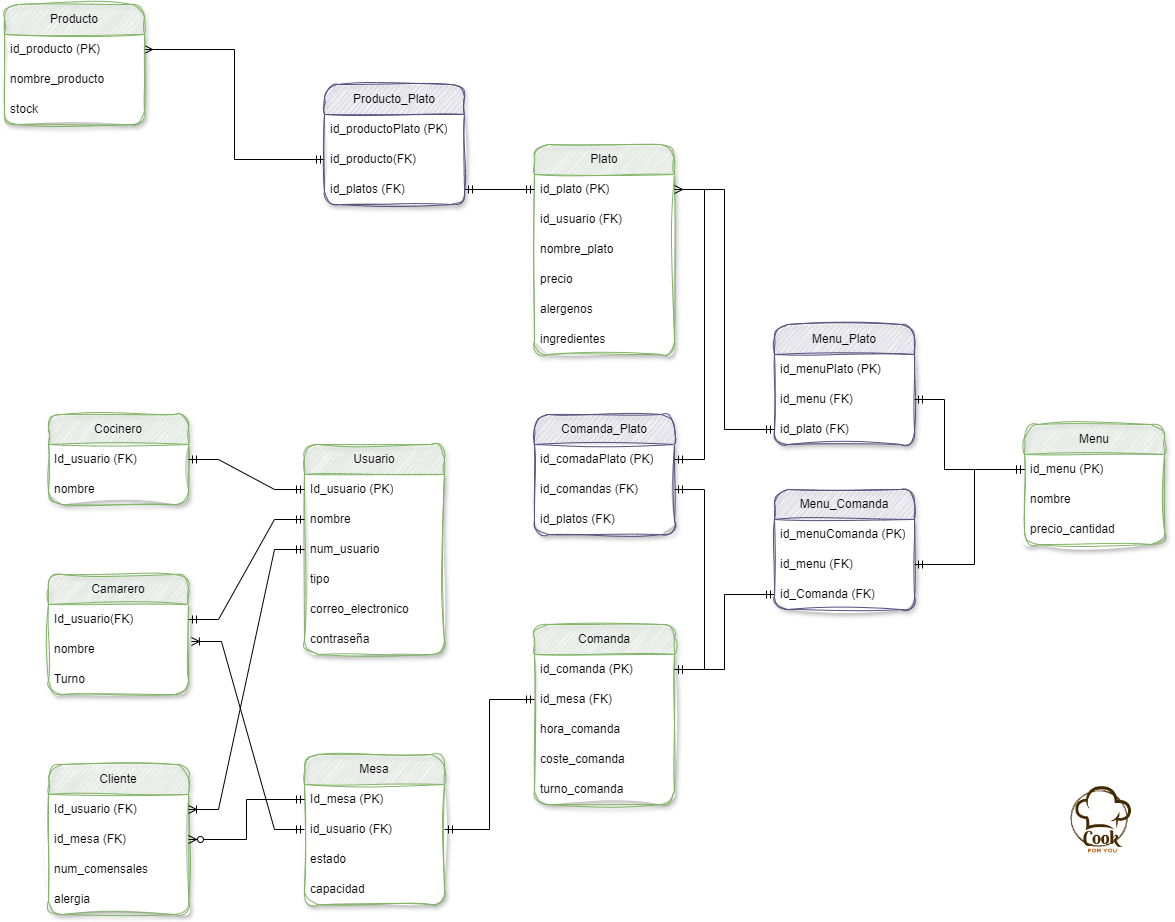 Producto
id_producto (PK)
nombre_producto
stock
Producto_Plato
id_productoPlato (PK)
id_producto(FK)
id_platos (FK)
Plato
id_plato (PK)
id_usuario (FK)
nombre_plato
precio
alergenos
ingredientes
Menu_Plato
id_menuPlato (PK)
id_menu (FK)
id_plato (FK)
Menu
id_menu (PK)
nombre
precio_cantidad
Cocinero
Id_usuario (FK)
nombre
Usuario
Id_usuario (PK)
nombre
num_usuario
tipo
correo_electronico
contraseña
Comanda_Plato
id_comadaPlato (PK)
id_comandas (FK)
id_platos (FK)
Menu_Comanda
id_menuComanda (PK)
id_menu (FK)
id_Comanda (FK)
Camarero
Id_usuario(FK)
nombre
Turno
Comanda
id_comanda (PK)
id_mesa (FK)
hora_comanda
coste_comanda
turno_comanda
Cliente
Id_usuario (FK)
id_mesa (FK)
num_comensales
alergia
Mesa
Id_mesa (PK)
id_usuario (FK)
estado
capacidad
Cook
FOR YOU